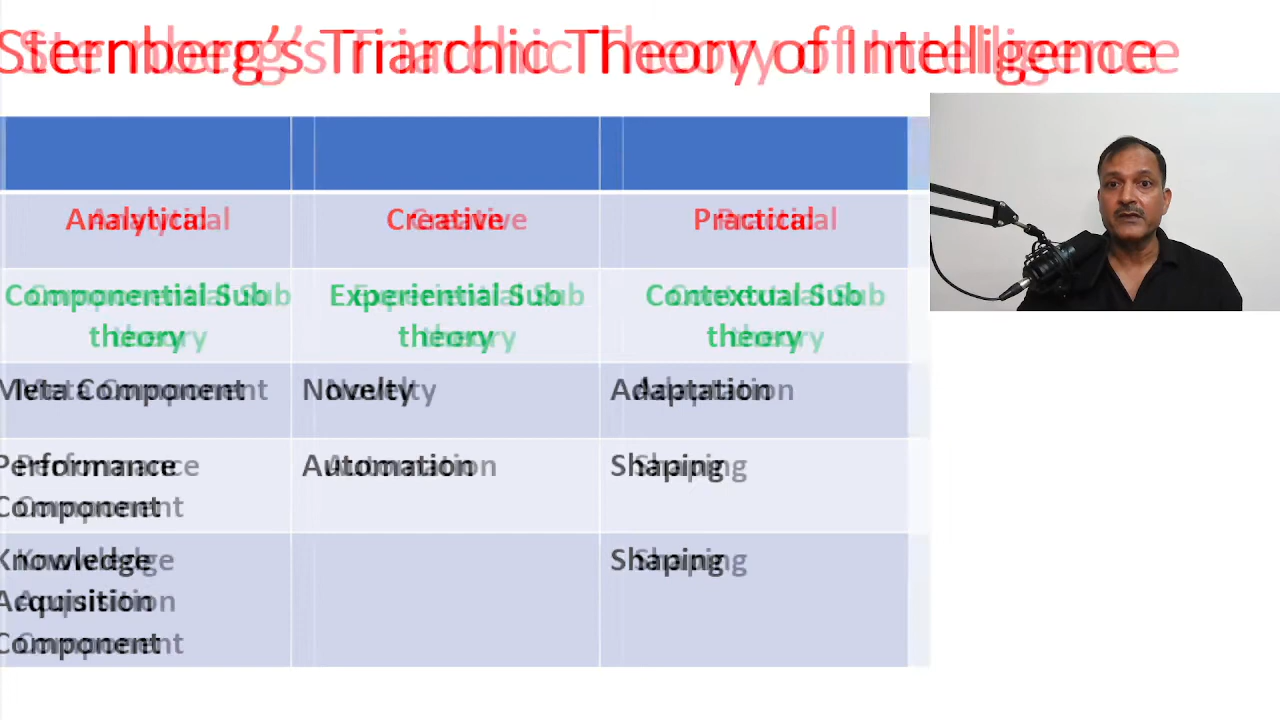 Sternberg's Triarchic Theory of Intelligence
Analytical Creative Practical
Componential Sub theory Experiential Sub theory Contextual Sub theory
Meta Component Novelty Adaptation
Performance Component Automation Shaping
Knowledge Acquisition Component Shaping